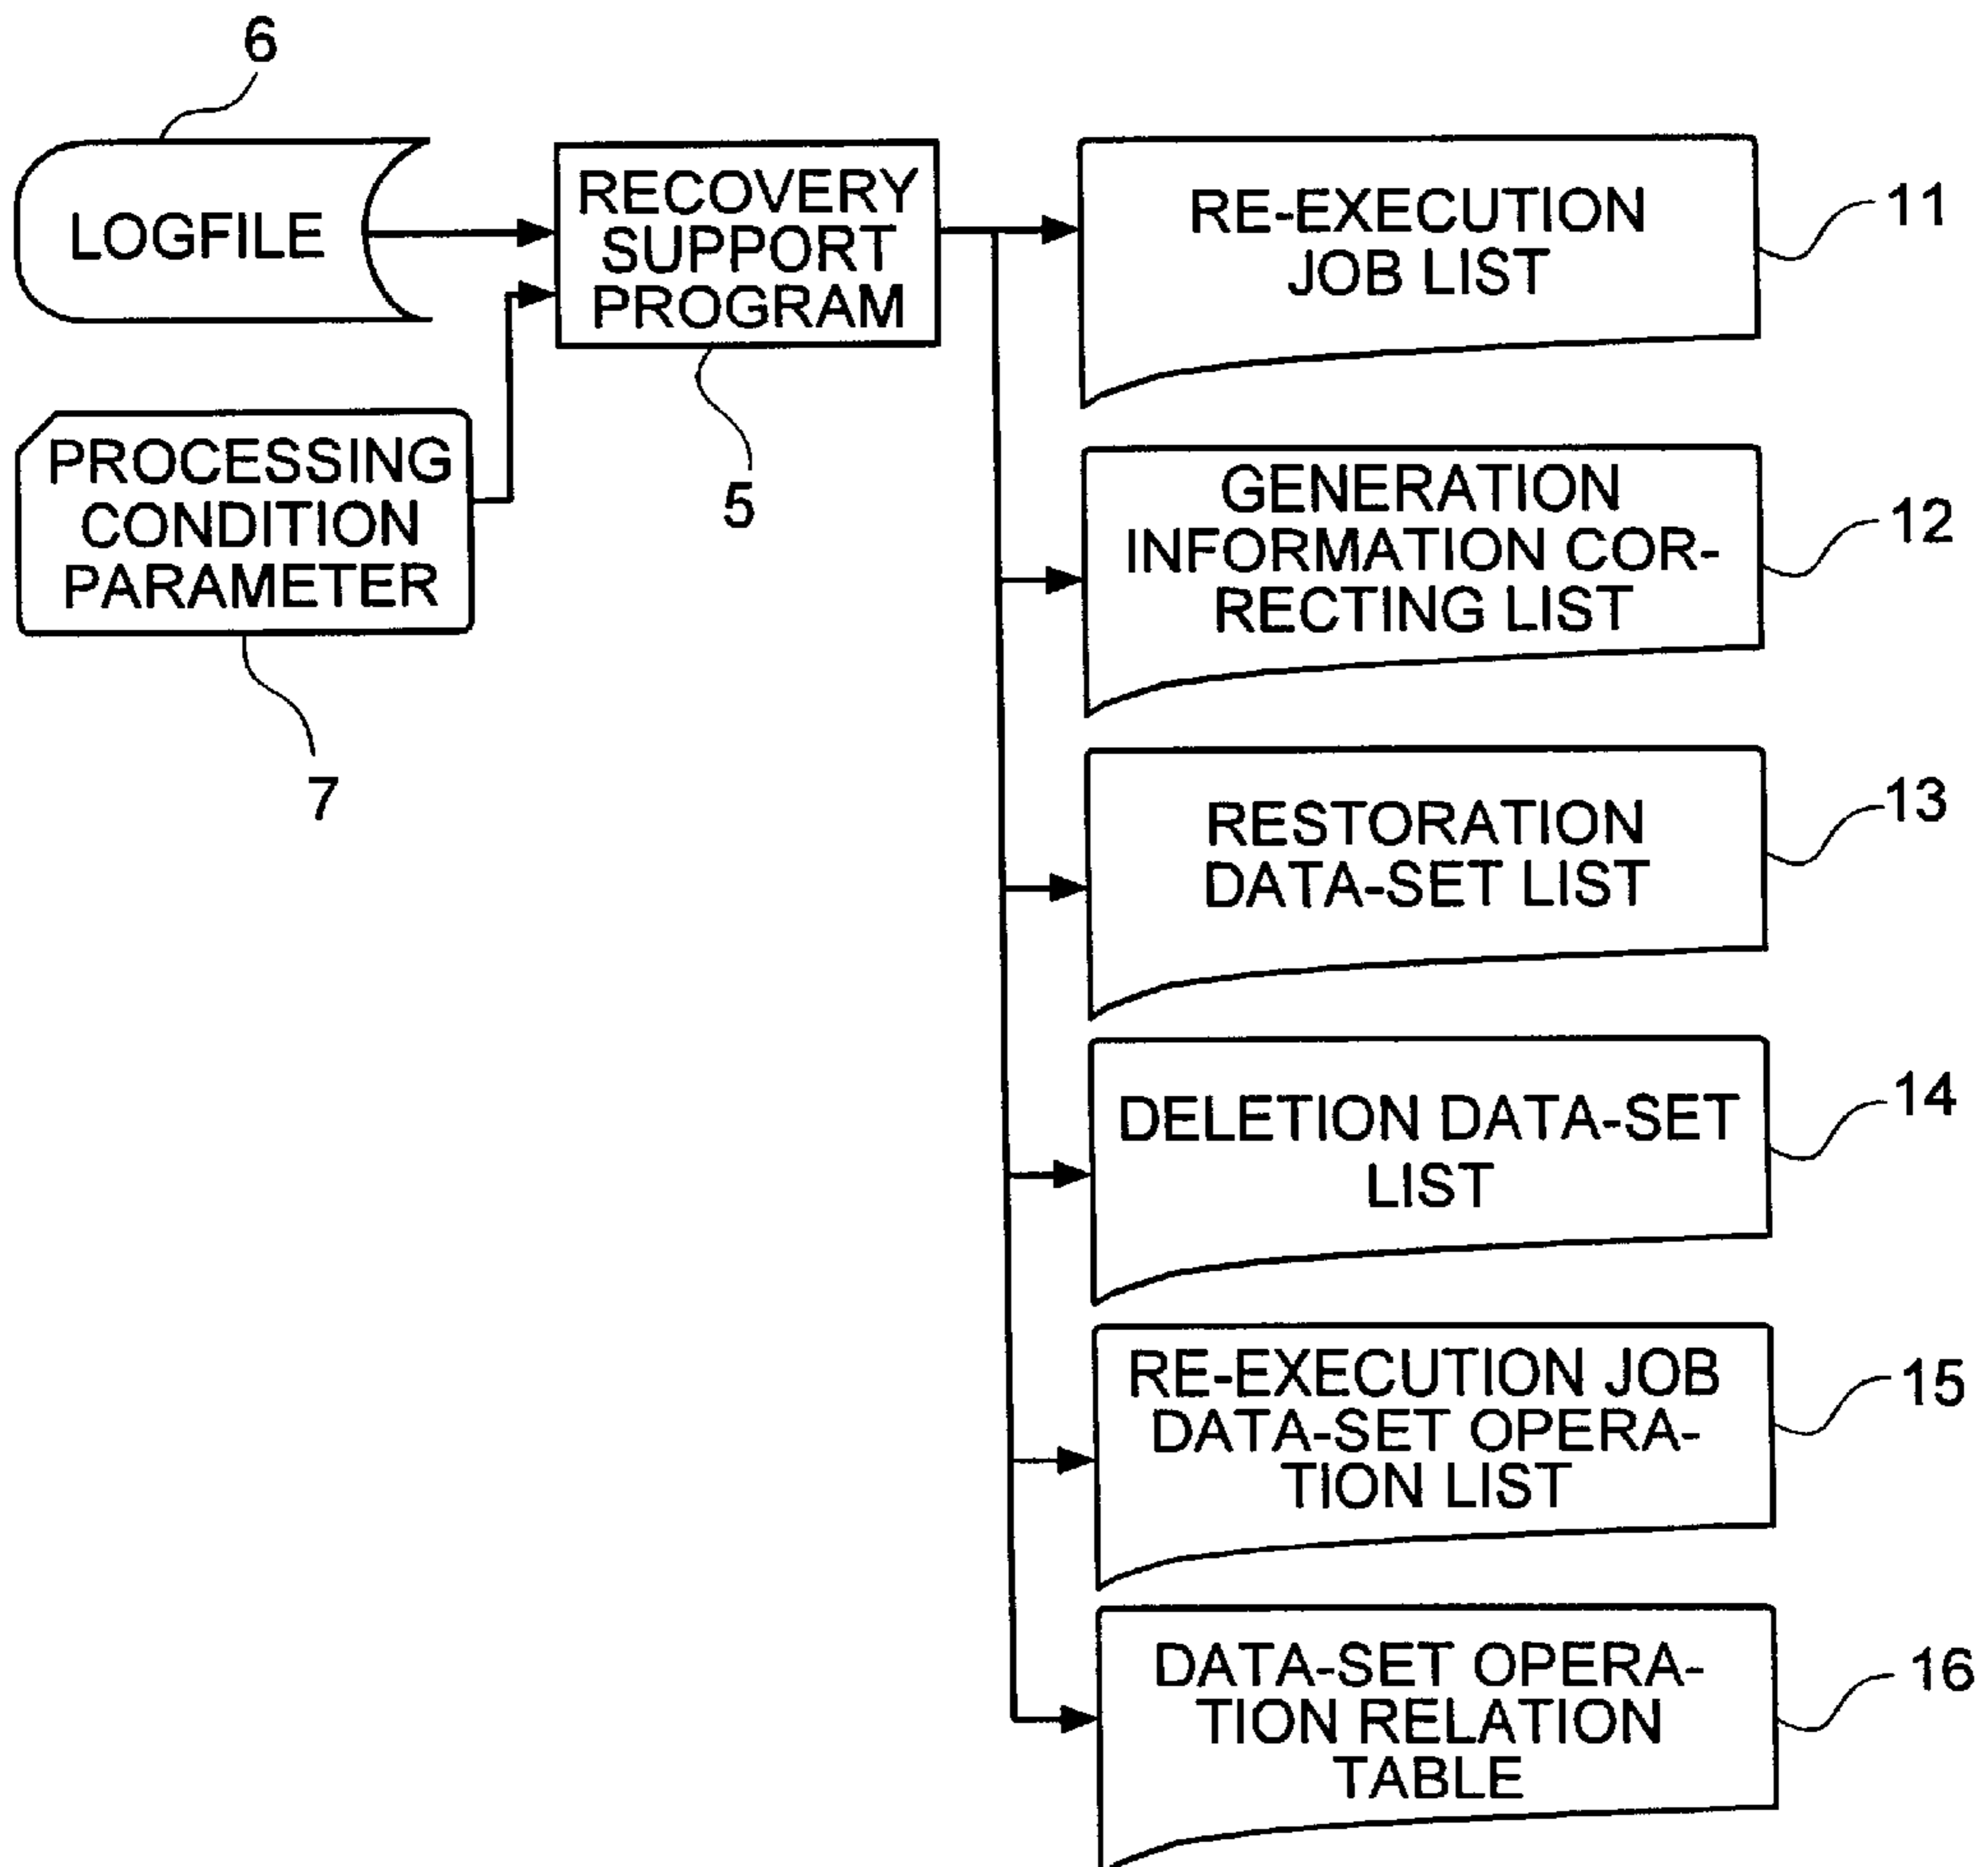 6
LOGFILE
RECOVERY
SUPPORT
PROGRAM
5
PROCESSING
CONDITION
PARAMETER
7
RE-EXECUTION
JOB LIST
11
GENERATION
INFORMATION COR-
RECTING LIST
12
RESTORATION
DATA-SET LIST
13
DELETION DATA-SET
LIST
14
RE-EXECUTION JOB
DATA-SET OPERA-
TION LIST
15
DATA-SET OPERA-
TION RELATION
TABLE
16